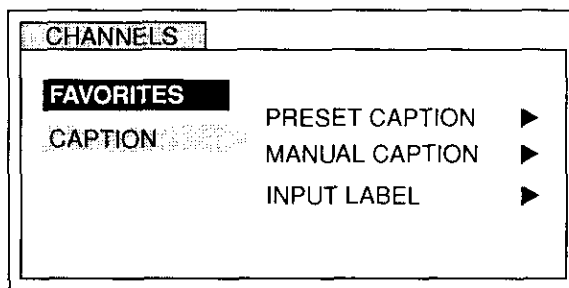 CHANNELS
FAVORITES
CAPTION
PRESET CAPTION ▶
MANUAL CAPTION ▶
INPUT LABEL ▶